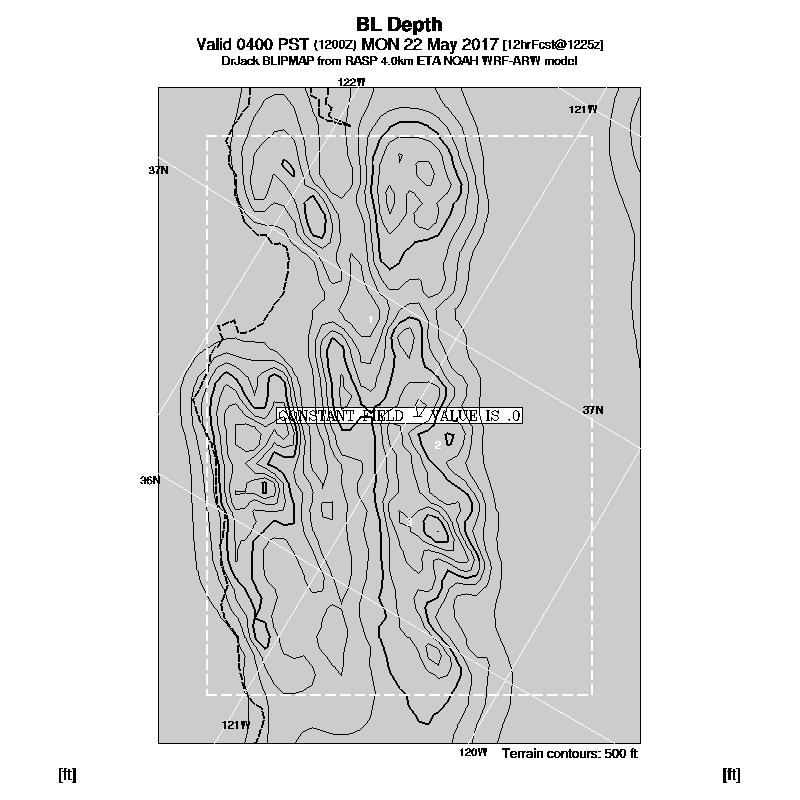 BL Depth
Valid 0400 PST (1200Z) MON 22 May 2017 [12hrFcst@1225z]
DrJack BLIPMAP from RASP 4.0km ETA NOAH WRF-ARW model
122W
121W
37N
1
CONSTANT FIELD - VALUE IS .0
37N
2
36N
3
121W
120W
Terrain contours: 500 ft
[ft] [ft]